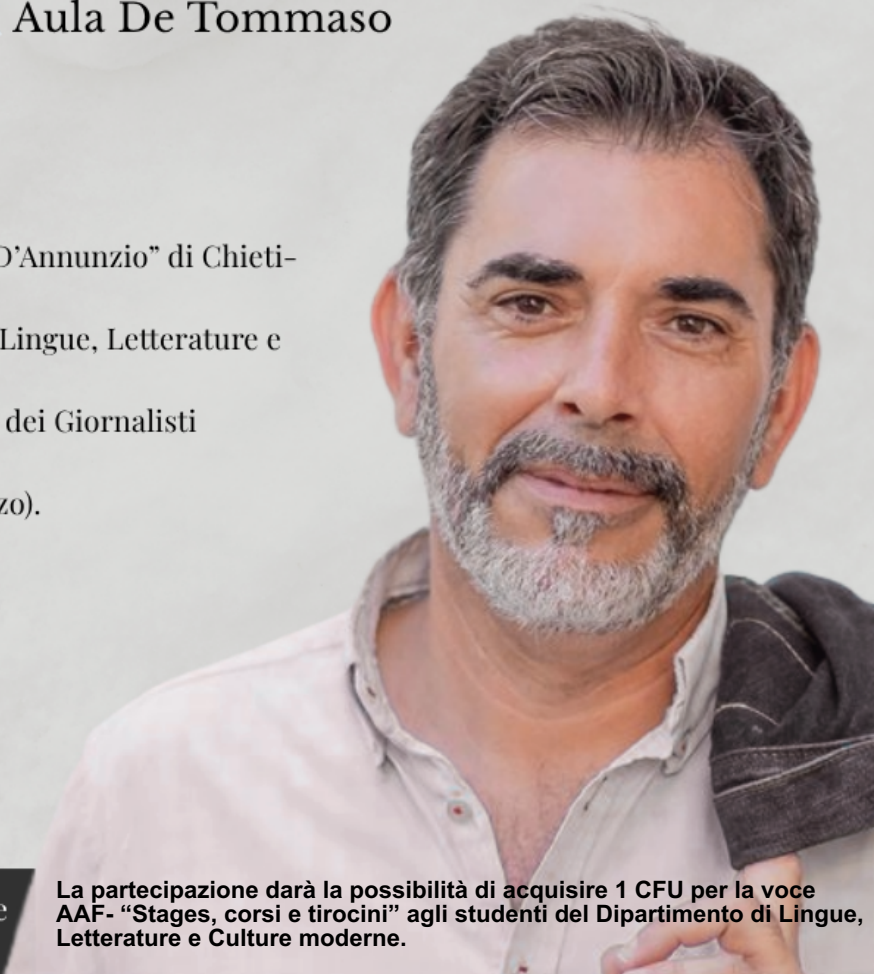 Aula De Tommaso
D’Annunzio” di Chieti-
Lingue, Letterature e
dei Giornalisti
zo).
e
La partecipazione darà la possibilità di acquisire 1 CFU per la voce
AAF- “Stages, corsi e tirocini” agli studenti del Dipartimento di Lingue,
Letterature e Culture moderne.